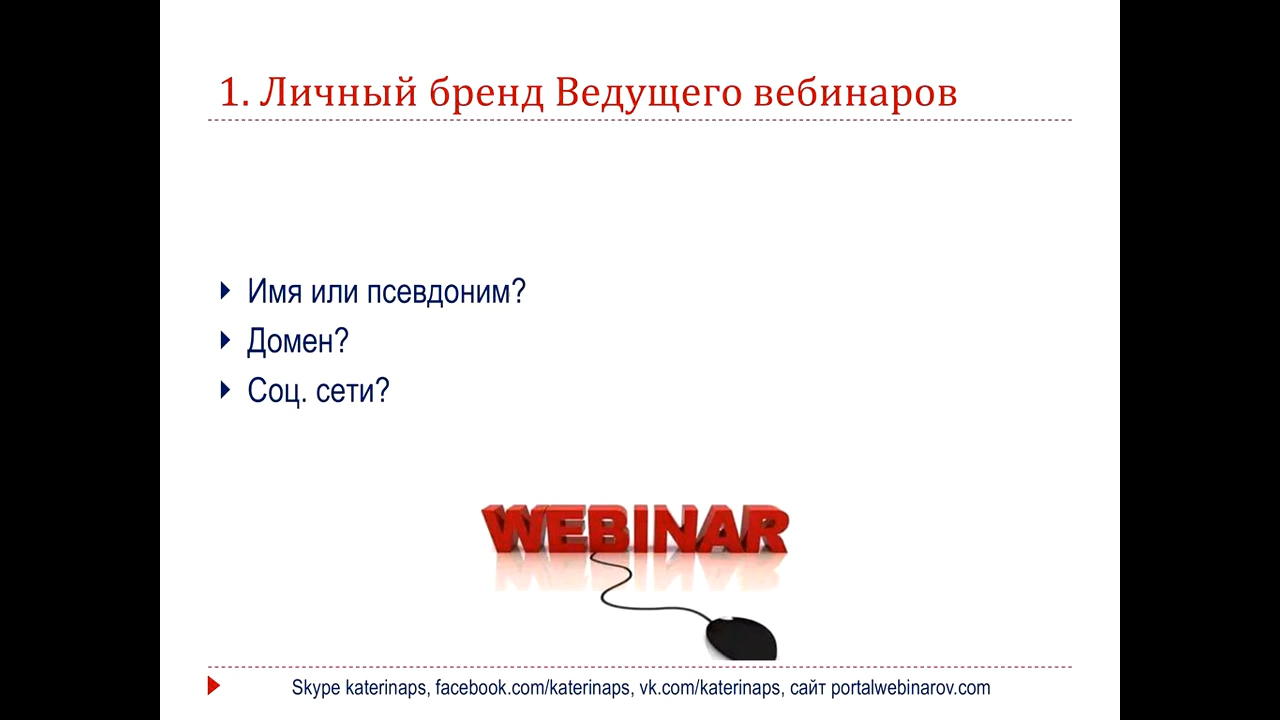 1. Личный бренд Ведущего вебинаров
Имя или псевдоним?
Домен?
Соц. сети?
WEBINAR
Skype katerinaps, facebook.com/katerinaps, vk.com/katerinaps, сайт portalwebinarov.com